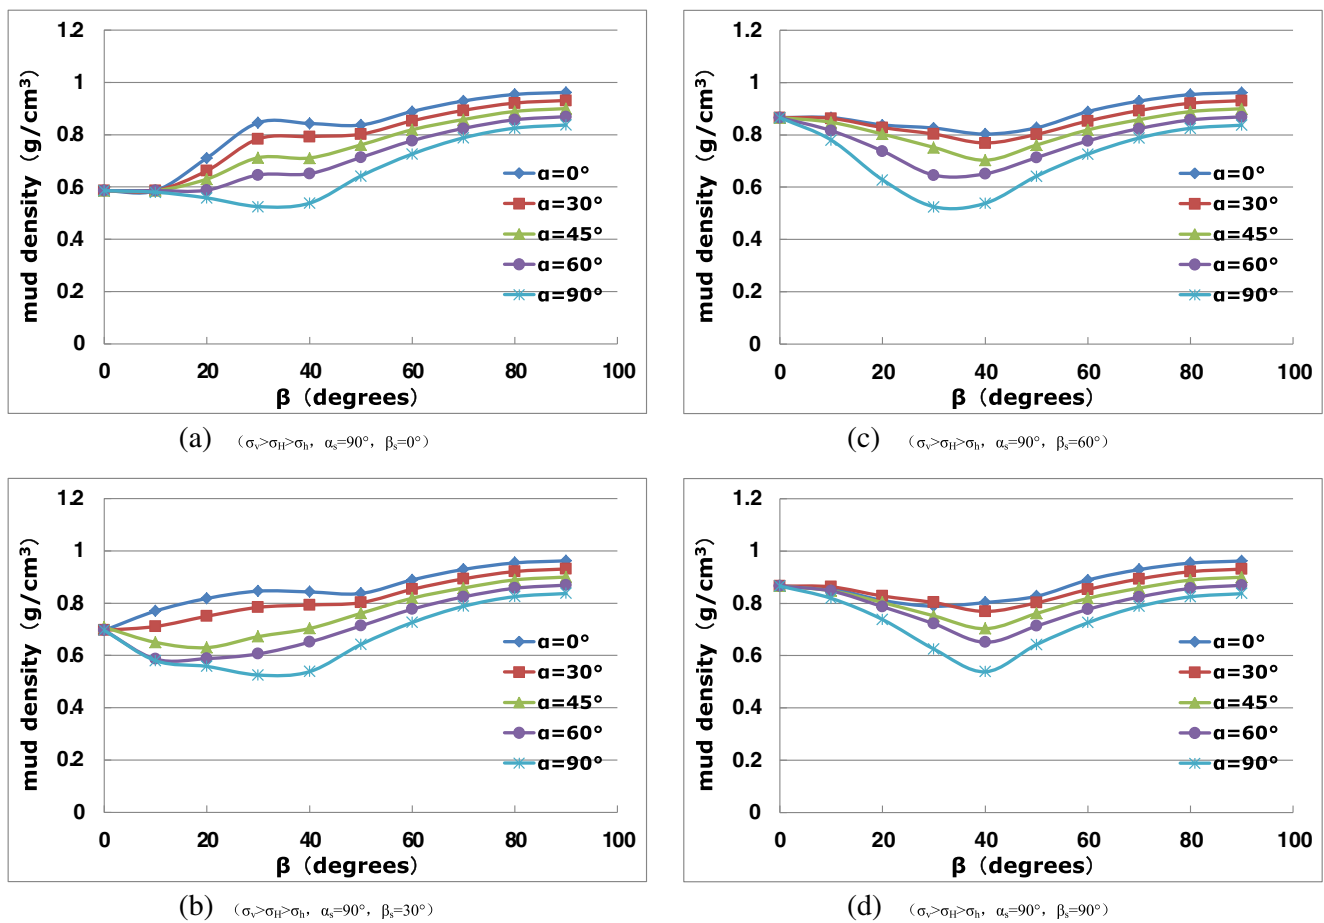 1.2
1
0.8
0.6
0.4
0.2
0
mud density（g/cm³）
α=0°
α=30°
α=45°
α=60°
α=90°
0 20 40 60 80 100
β（degrees）
(a) （σv>σH>σh， αs=90°， βs=0°）
1.2
1
0.8
0.6
0.4
0.2
0
mud density（g/cm³）
α=0°
α=30°
α=45°
α=60°
α=90°
0 20 40 60 80 100
β（degrees）
(c) （σv>σH>σh， αs=90°， βs=60°）
1.2
1
0.8
0.6
0.4
0.2
0
mud density（g/cm³）
α=0°
α=30°
α=45°
α=60°
α=90°
0 20 40 60 80 100
β（degrees）
(b) （σv>σH>σh， αs=90°， βs=30°）
1.2
1
0.8
0.6
0.4
0.2
0
mud density（g/cm³）
α=0°
α=30°
α=45°
α=60°
α=90°
0 20 40 60 80 100
β（degrees）
(d) （σv>σH>σh， αs=90°， βs=90°）